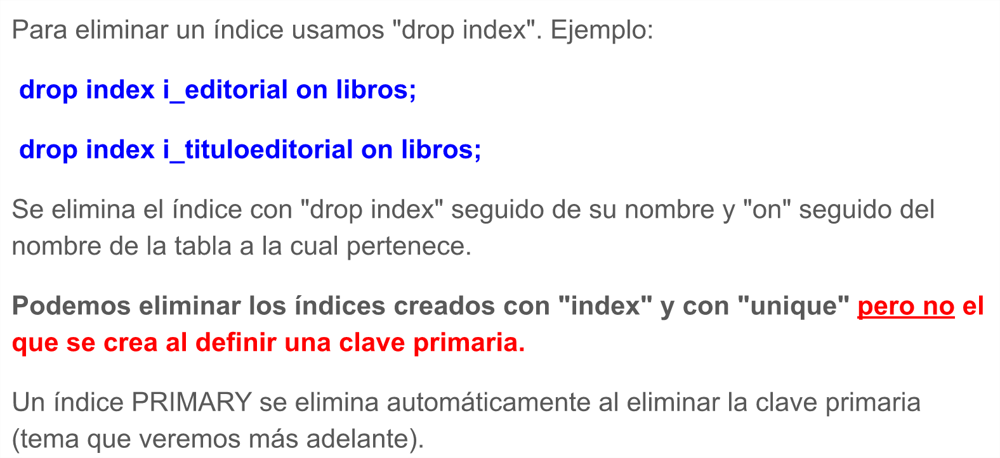 Para eliminar un índice usamos "drop index". Ejemplo:
drop index i_editorial on libros;
drop index i_tituloeditorial on libros;
Se elimina el índice con "drop index" seguido de su nombre y "on" seguido del
nombre de la tabla a la cual pertenece.
Podemos eliminar los índices creados con "index" y con "unique" pero no el
que se crea al definir una clave primaria.
Un índice PRIMARY se elimina automáticamente al eliminar la clave primaria
(tema que veremos más adelante).